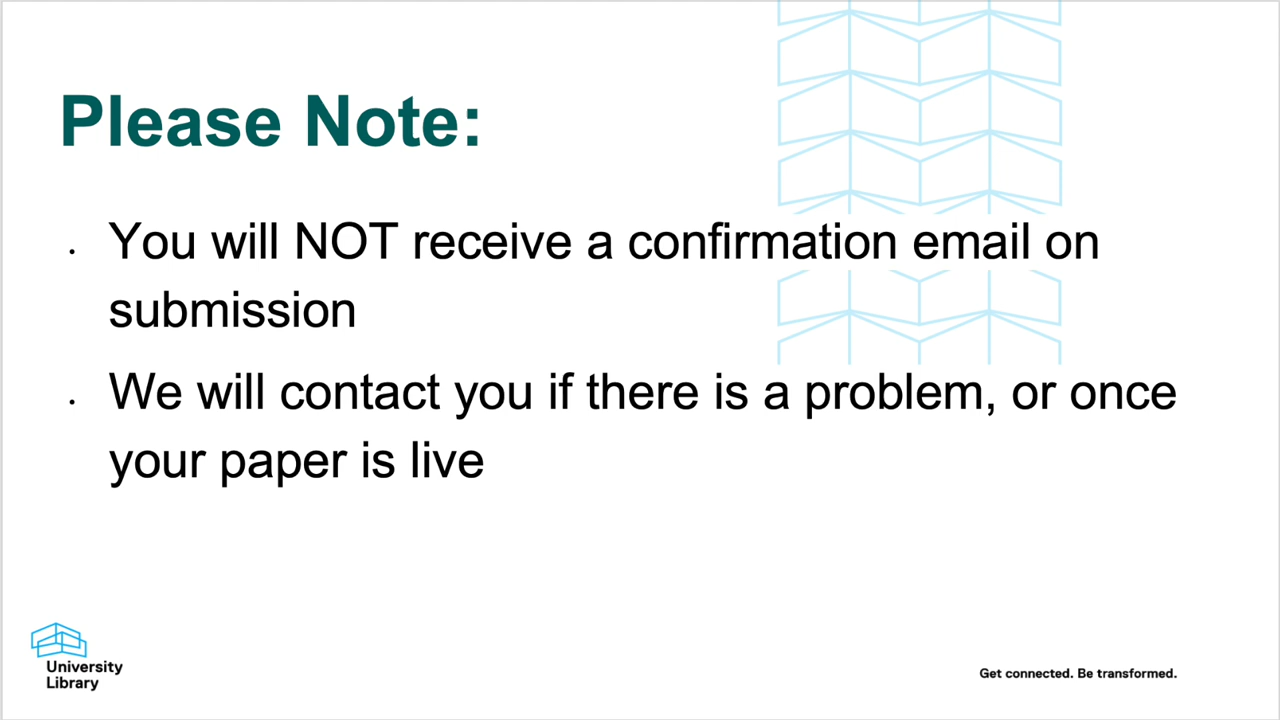 Please Note:
. You will NOT receive a confirmation email on
submission
. We will contact you if there is a problem, or once
your paper is live
University
Library
Get connected. Be transformed.